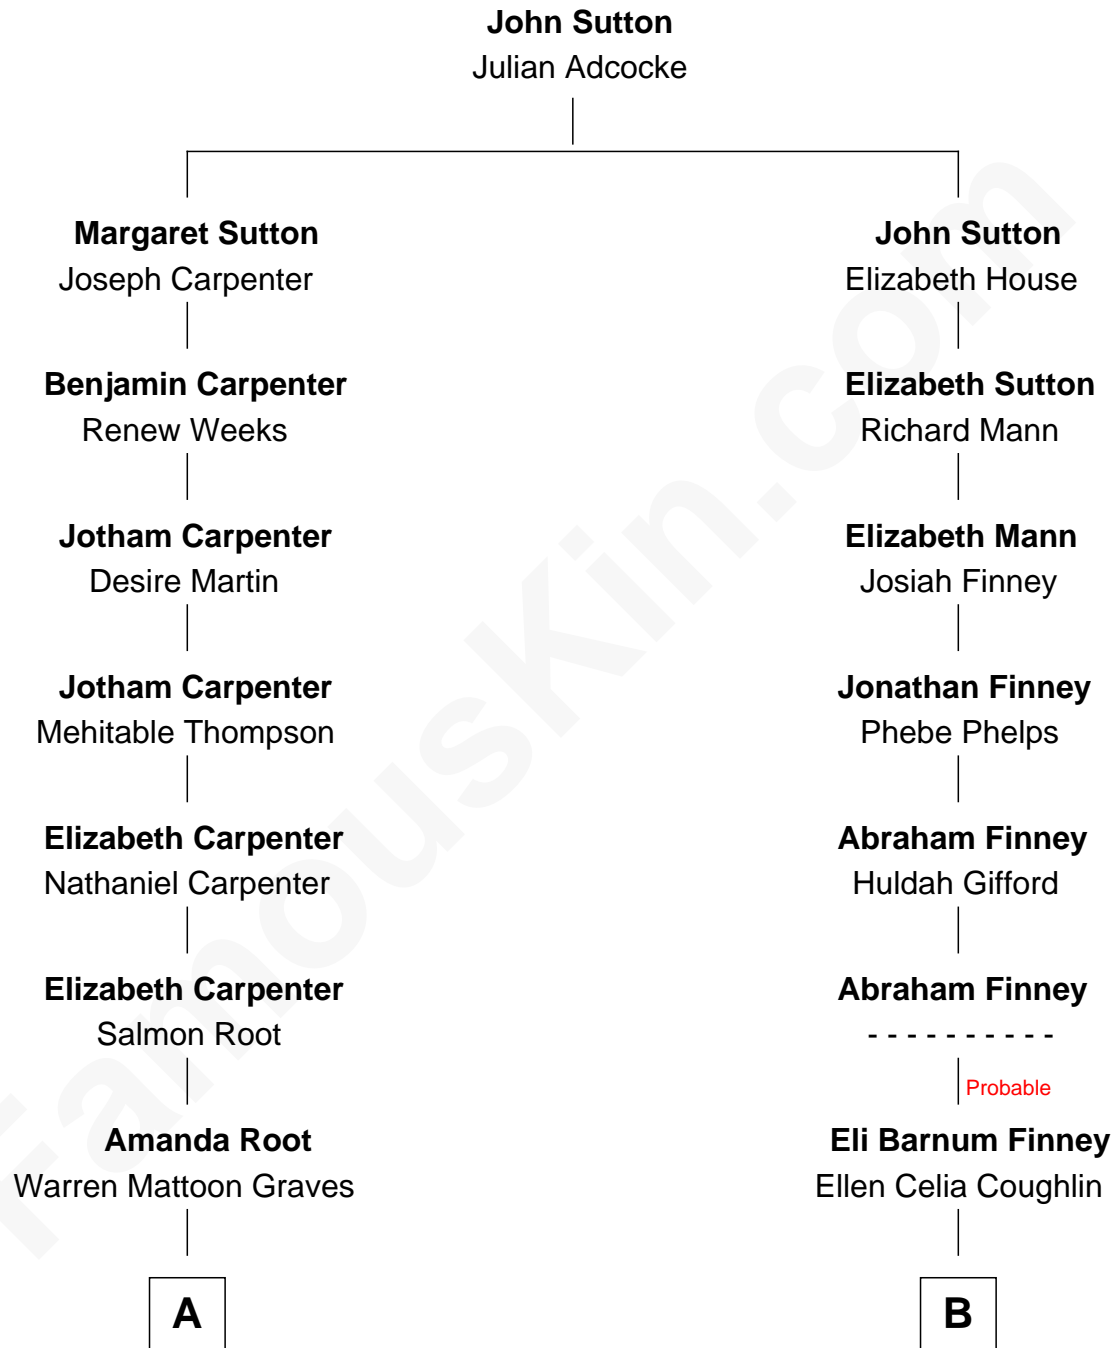 John Sutton
Julian Adcocke
Margaret Sutton
Joseph Carpenter
John Sutton
Elizabeth House
Benjamin Carpenter
Renew Weeks
Elizabeth Sutton
Richard Mann
Jotham Carpenter
Desire Martin
Elizabeth Mann
Josiah Finney
Jotham Carpenter
Mehitable Thompson
Jonathan Finney
Phebe Phelps
Elizabeth Carpenter
Nathaniel Carpenter
Abraham Finney
Huldah Gifford
Elizabeth Carpenter
Salmon Root
Abraham Finney
- - - - - - - - - -
Probable
Amanda Root
Warren Mattoon Graves
Eli Barnum Finney
Ellen Celia Coughlin
A
B
FamousKin.com